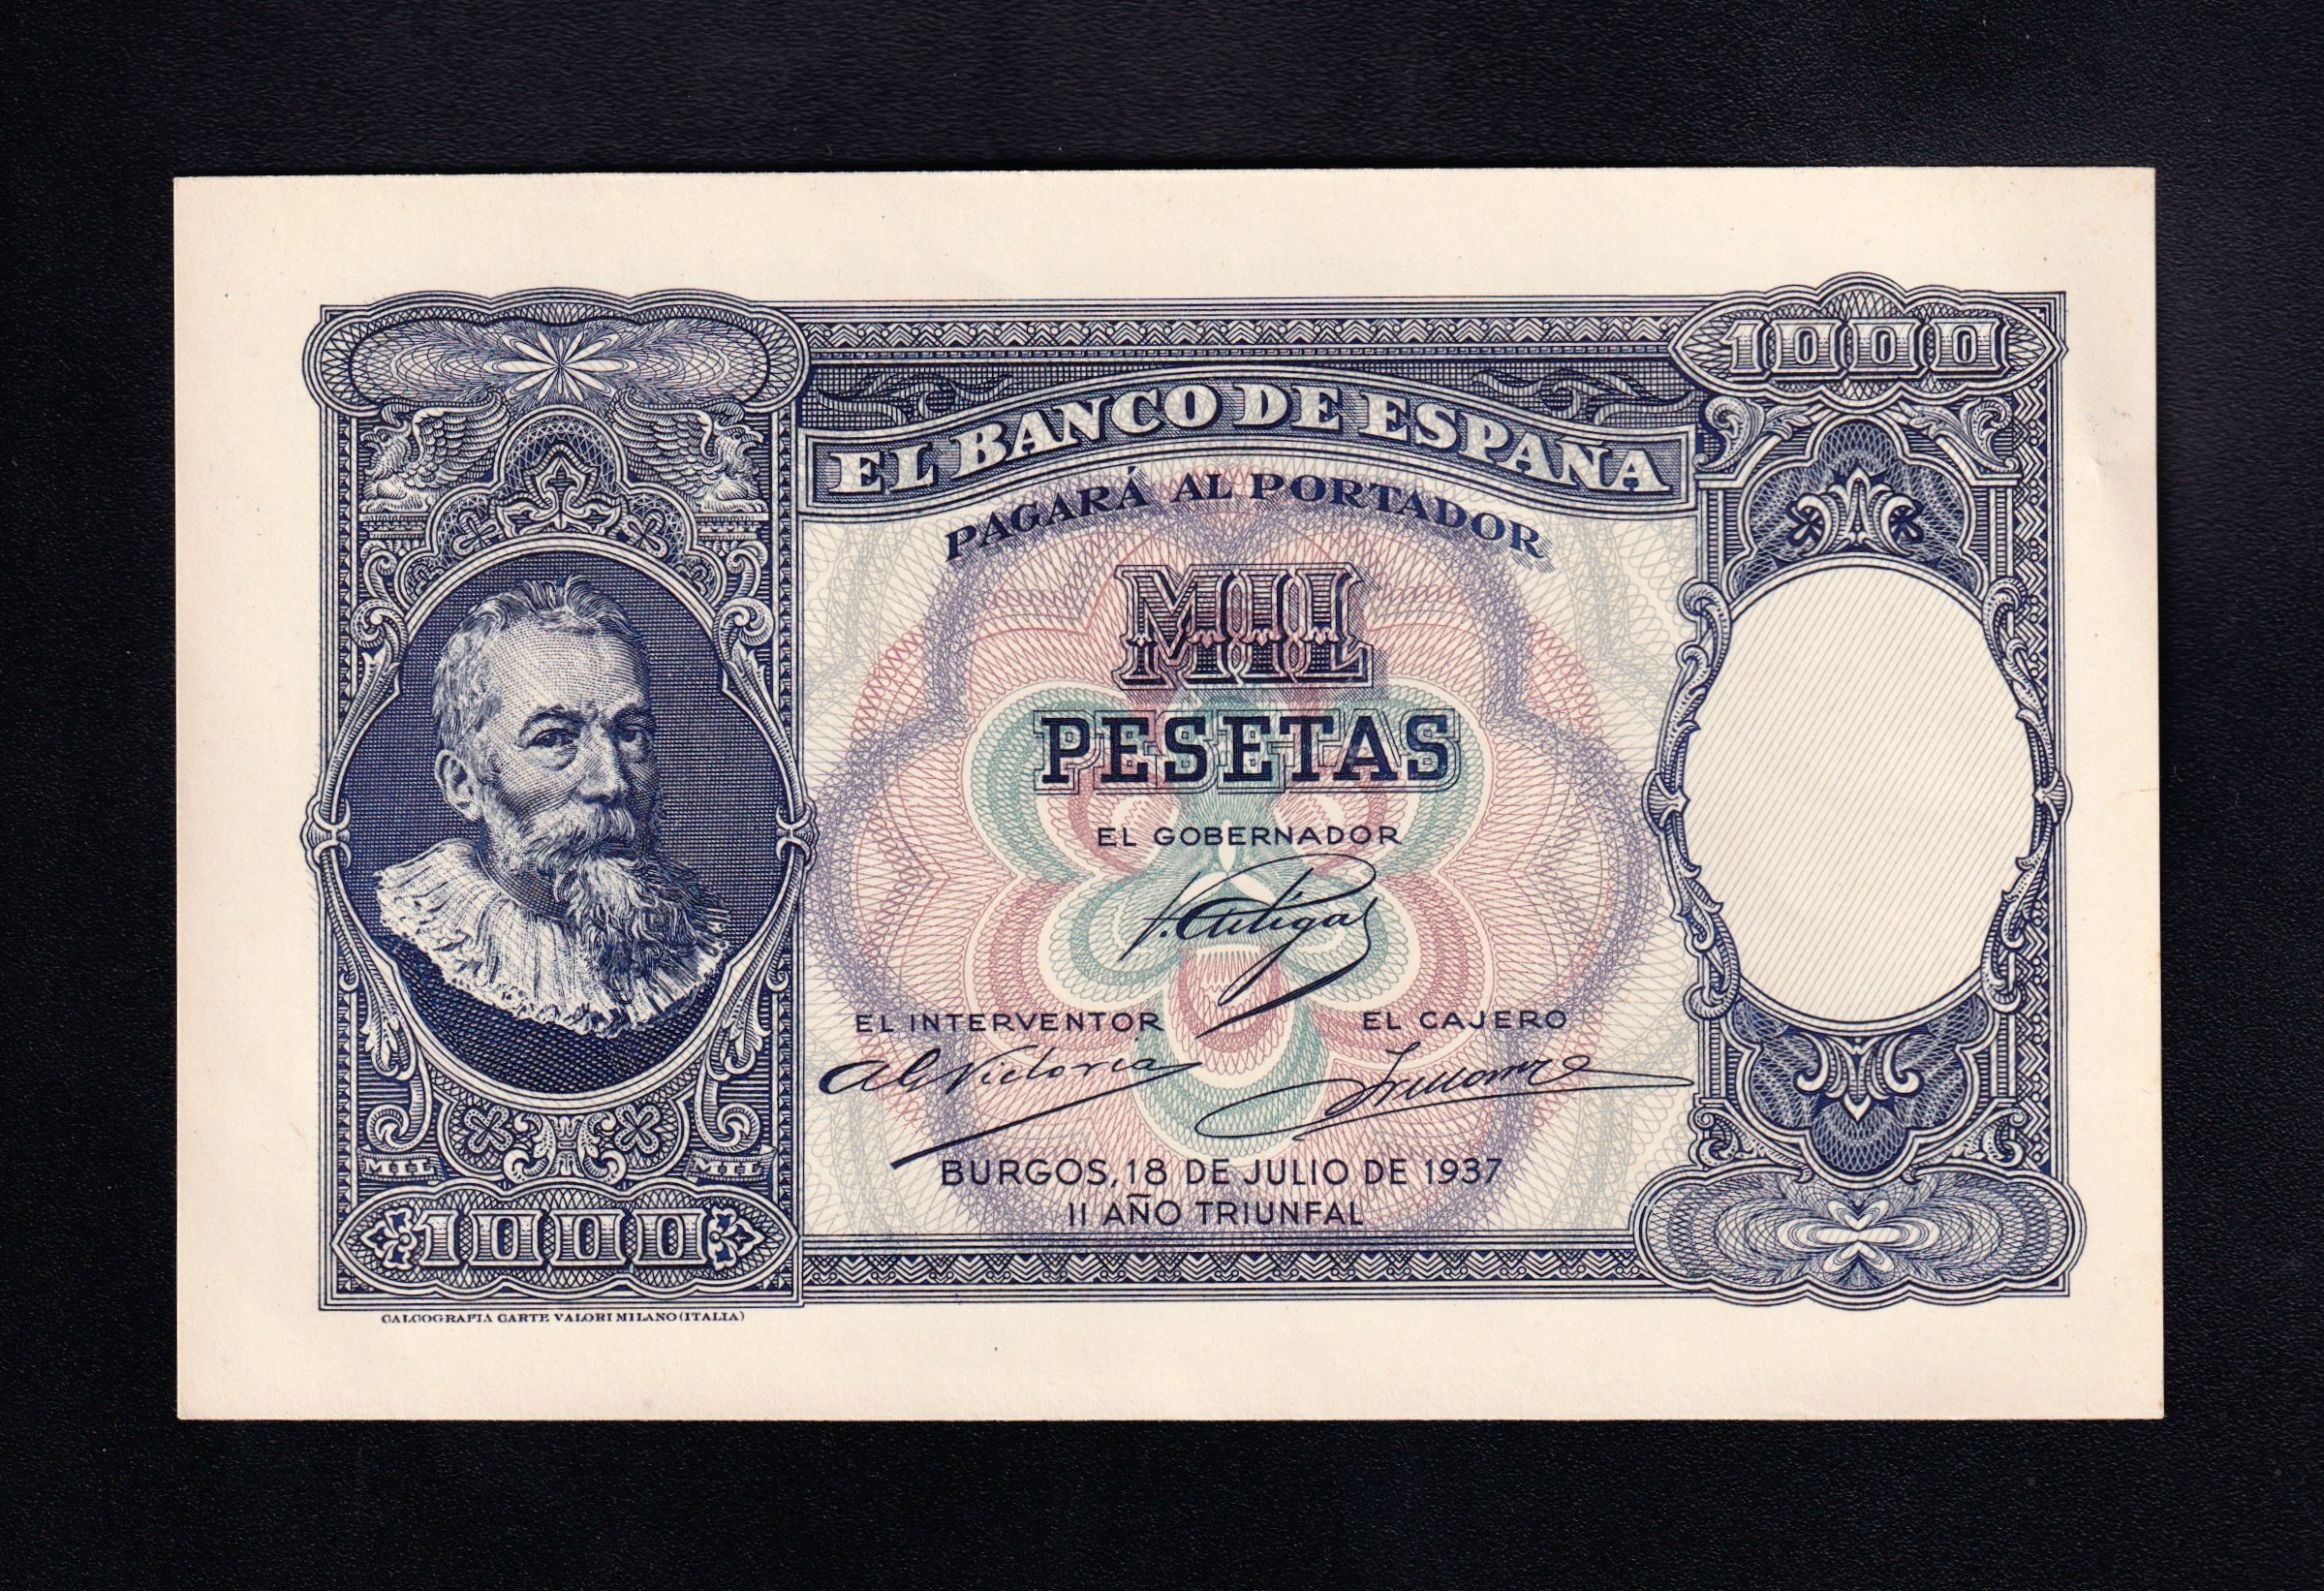 1000
EL BANCO DE ESPAÑA
PAGARÁ AL PORTADOR
MIL
PESETAS
EL GOBERNADOR
EL INTERVENTOR
EL CAJERO
BURGOS, 18 DE JULIO DE 1937
II AÑO TRIUNFAL
MIL
MIL
1000
CALCOGRAFIA CARTE VALORI MILANO (ITALIA)